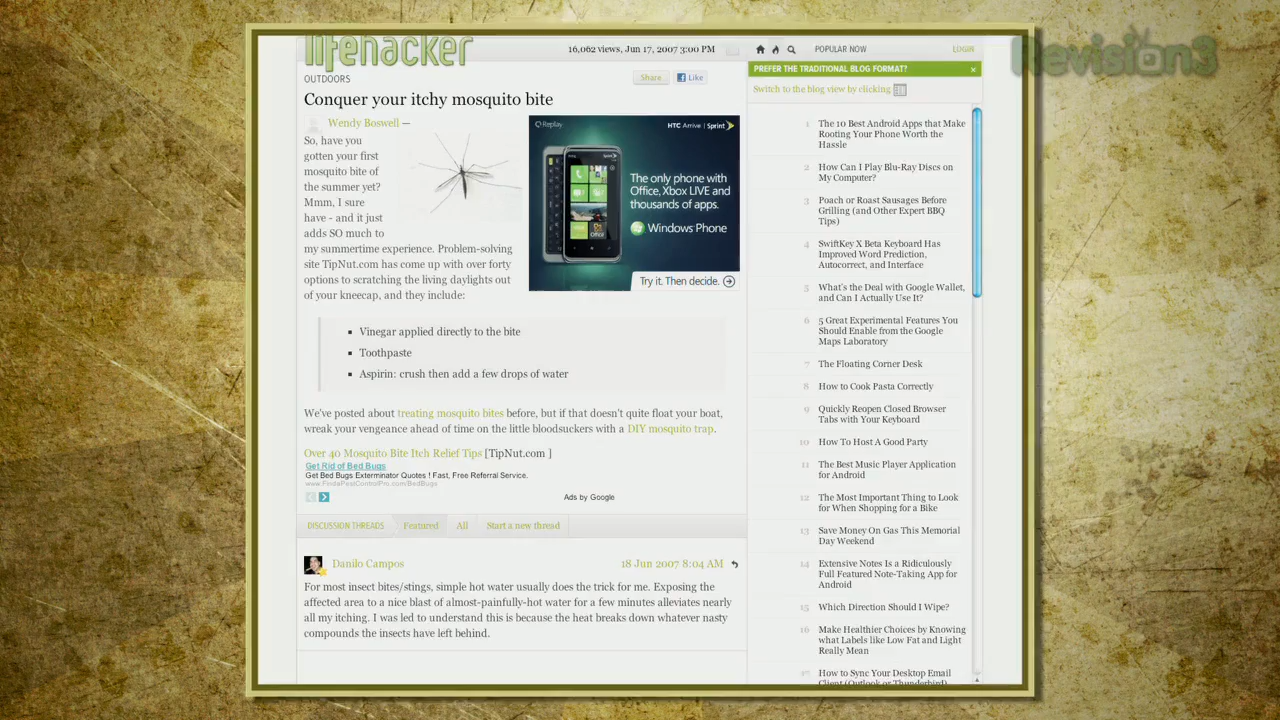 Revision3
lifehacker
16,062 views, Jun 17, 2007 3:00 PM
POPULAR NOW
LOGIN
OUTDOORS
Share
Like
Conquer your itchy mosquito bite
Wendy Boswell —
So, have you
gotten your first
mosquito bite of
the summer yet?
Mmm, I sure
have - and it just
adds SO much to
my summertime experience. Problem-solving
site TipNut.com has come up with over forty
options to scratching the living daylights out
of your kneecap, and they include:
Replay
HTC Arrive | Sprint
The only phone with
Office, Xbox LIVE and
thousands of apps.
Windows Phone
Office
Try it. Then decide.
▪ Vinegar applied directly to the bite
▪ Toothpaste
▪ Aspirin: crush then add a few drops of water
We've posted about treating mosquito bites before, but if that doesn't quite float your boat,
wreak your vengeance ahead of time on the little bloodsuckers with a DIY mosquito trap.
Over 40 Mosquito Bite Itch Relief Tips [TipNut.com ]
Get Rid of Bed Bugs
Get Bed Bugs Exterminator Quotes ! Fast, Free Referral Service.
www.FindaPestControlPro.com/BedBugs
Ads by Google
DISCUSSION THREADS Featured All Start a new thread
Danilo Campos
18 Jun 2007 8:04 AM
For most insect bites/stings, simple hot water usually does the trick for me. Exposing the
affected area to a nice blast of almost-painfully-hot water for a few minutes alleviates nearly
all my itching. I was led to understand this is because the heat breaks down whatever nasty
compounds the insects have left behind.
PREFER THE TRADITIONAL BLOG FORMAT? ×
Switch to the blog view by clicking
1 The 10 Best Android Apps that Make
Rooting Your Phone Worth the
Hassle
2 How Can I Play Blu-Ray Discs on
My Computer?
3 Poach or Roast Sausages Before
Grilling (and Other Expert BBQ
Tips)
4 SwiftKey X Beta Keyboard Has
Improved Word Prediction,
Autocorrect, and Interface
5 What's the Deal with Google Wallet,
and Can I Actually Use It?
6 5 Great Experimental Features You
Should Enable from the Google
Maps Laboratory
7 The Floating Corner Desk
8 How to Cook Pasta Correctly
9 Quickly Reopen Closed Browser
Tabs with Your Keyboard
10 How To Host A Good Party
11 The Best Music Player Application
for Android
12 The Most Important Thing to Look
for When Shopping for a Bike
13 Save Money On Gas This Memorial
Day Weekend
14 Extensive Notes Is a Ridiculously
Full Featured Note-Taking App for
Android
15 Which Direction Should I Wipe?
16 Make Healthier Choices by Knowing
what Labels like Low Fat and Light
Really Mean
17 How to Sync Your Desktop Email
Client (Outlook or Thunderbird)